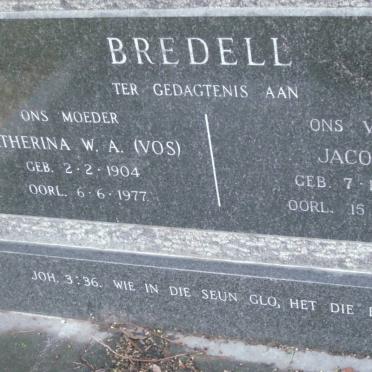 BREDELL
TER GEDAGTENIS AAN
ONS MOEDER
THERINA W. A. (VOS)
GEB. 2-2-1904
OORL. 6-6-1977
ONS V
JACO
GEB. 7-
OORL. 15
JOH. 3:36. WIE IN DIE SEUN GLO, HET DIE